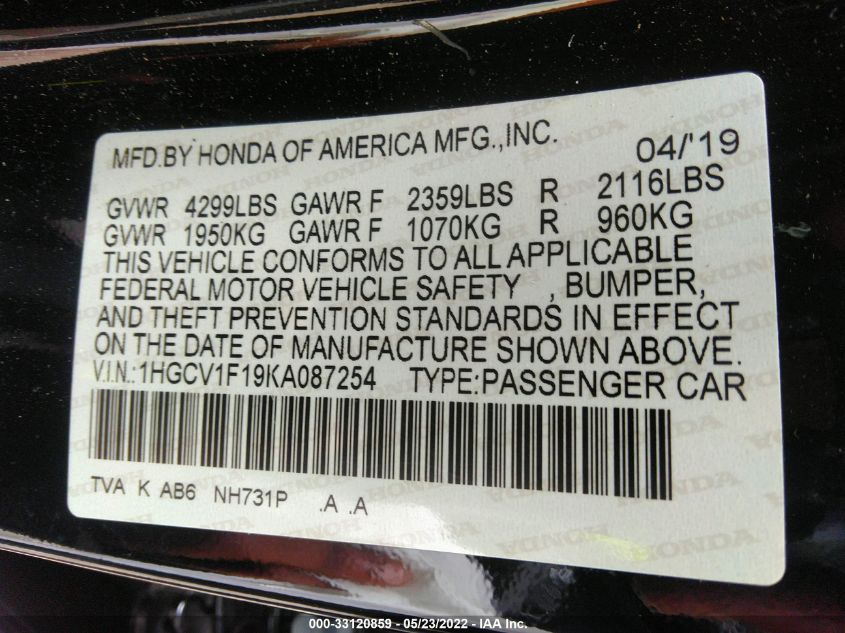 MFD.BY HONDA OF AMERICA MFG.,INC. 04/'19
GVWR 4299LBS GAWR F 2359LBS R 2116LBS
GVWR 1950KG GAWR F 1070KG R 960KG
THIS VEHICLE CONFORMS TO ALL APPLICABLE
FEDERAL MOTOR VEHICLE SAFETY , BUMPER,
AND THEFT PREVENTION STANDARDS IN EFFECT
ON THE DATE OF MANUFACTURE SHOWN ABOVE.
V.I.N.:1HGCV1F19KA087254 TYPE:PASSENGER CAR
TVA K AB6 NH731P .A .A
000-33120859 - 05/23/2022 - IAA Inc.